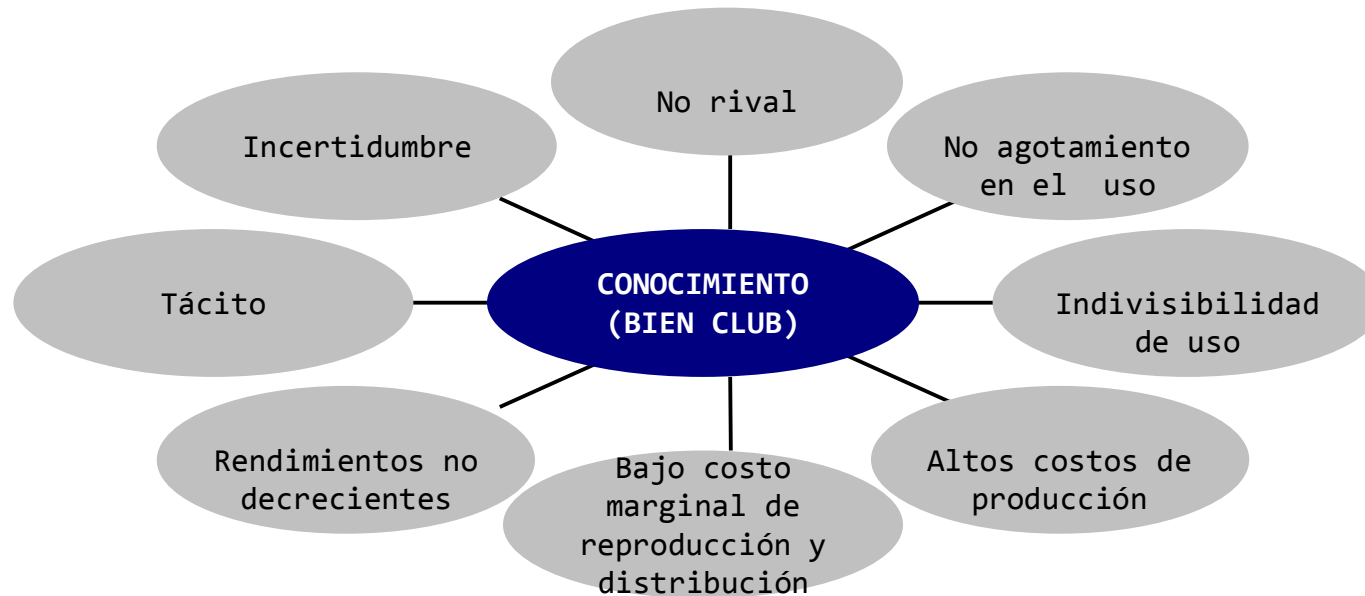 No rival
Incertidumbre
No agotamiento
en el uso
CONOCIMIENTO
(BIEN CLUB)
Tácito
Indivisibilidad
de uso
Rendimientos no
decrecientes
Bajo costo
marginal de
reproducción y
distribución
Altos costos de
producción